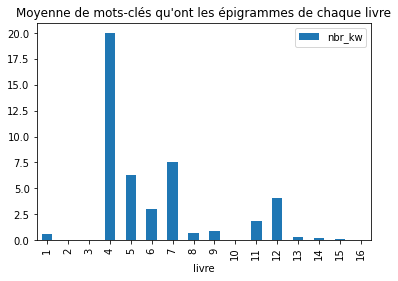 Moyenne de mots-clés qu'ont les épigrammes de chaque livre
nbr_kw
20.0
17.5
15.0
12.5
10.0
7.5
5.0
2.5
0.0
1 2 3 4 5 6 7 8 9 10 11 12 13 14 15 16
livre